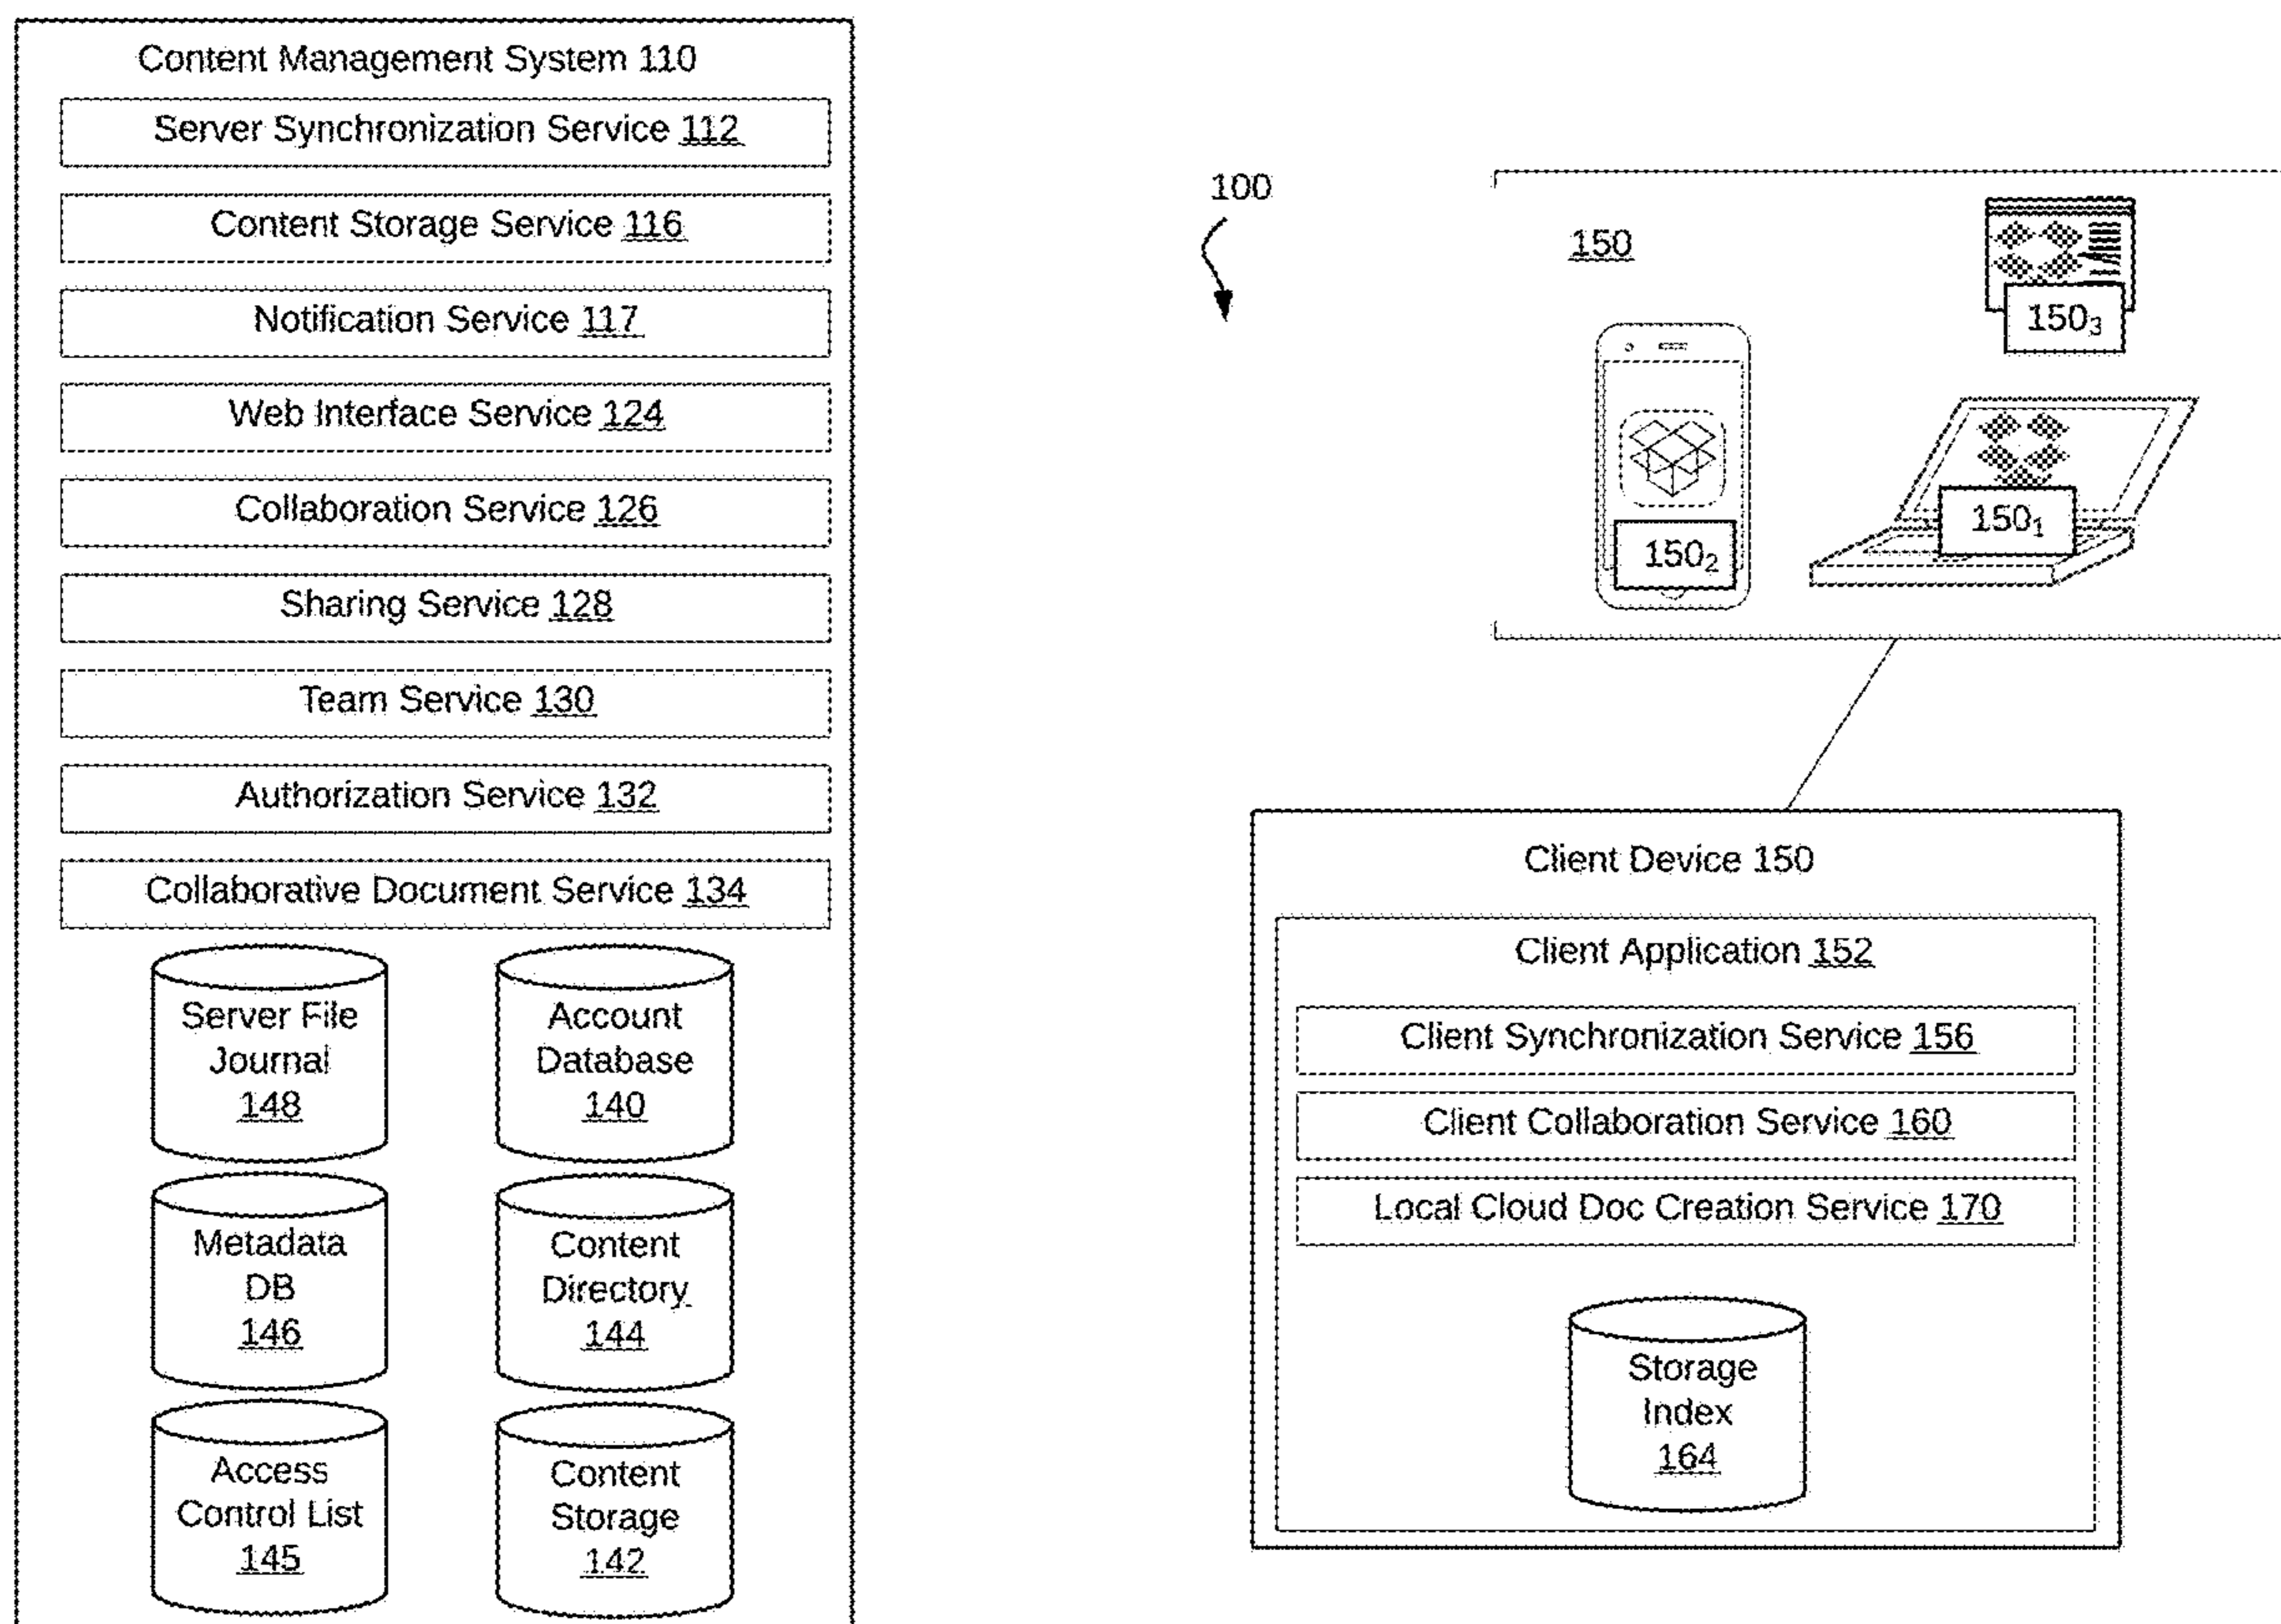 Content Management System 110
Server Synchronization Service 112
Content Storage Service 116
Notification Service 117
Web Interface Service 124
Collaboration Service 126
Sharing Service 128
Team Service 130
Authorization Service 132
Collaborative Document Service 134
Server File
Journal
148
Account
Database
140
Metadata
DB
146
Content
Directory
144
Access
Control List
145
Content
Storage
142
100
150
150₃
150₂
150₁
Client Device 150
Client Application 152
Client Synchronization Service 156
Client Collaboration Service 160
Local Cloud Doc Creation Service 170
Storage
Index
164